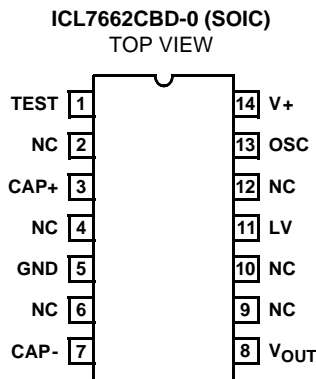 ICL7662CBD-0 (SOIC)
TOP VIEW
TEST 1 14 V+
NC 2 13 OSC
CAP+ 3 12 NC
NC 4 11 LV
GND 5 10 NC
NC 6 9 NC
CAP- 7 8 VOUT